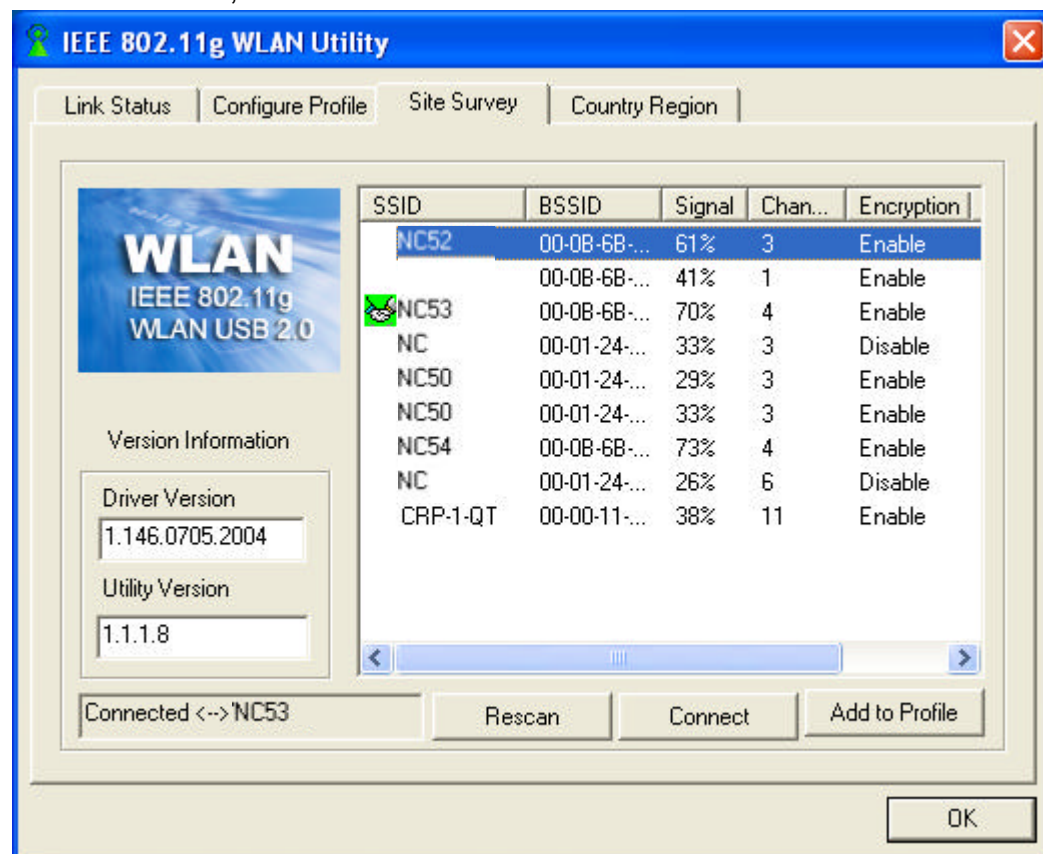 IEEE 802.11g WLAN Utility
Link Status Configure Profile Site Survey Country Region
WLAN
IEEE 802.11g
WLAN USB 2.0
Version Information
Driver Version
1.146.0705.2004
Utility Version
1.1.1.8
SSID BSSID Signal Chan... Encryption
NC52 00-0B-6B-... 61% 3 Enable
00-0B-6B-... 41% 1 Enable
NC53 00-0B-6B-... 70% 4 Enable
NC 00-01-24-... 33% 3 Disable
NC50 00-01-24-... 29% 3 Enable
NC50 00-01-24-... 33% 3 Enable
NC54 00-0B-6B-... 73% 4 Enable
NC 00-01-24-... 26% 6 Disable
CRP-1-QT 00-00-11-... 38% 11 Enable
Connected <-->'NC53 Rescan Connect Add to Profile
OK